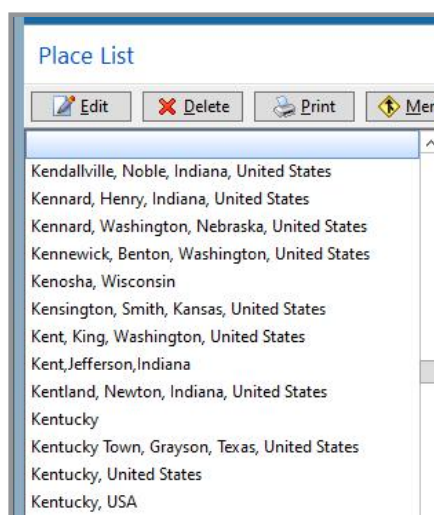 Place List
Edit Delete Print
Kendallville, Noble, Indiana, United States
Kennard, Henry, Indiana, United States
Kennard, Washington, Nebraska, United States
Kennewick, Benton, Washington, United States
Kenosha, Wisconsin
Kensington, Smith, Kansas, United States
Kent, King, Washington, United States
Kent,Jefferson,Indiana
Kentland, Newton, Indiana, United States
Kentucky
Kentucky Town, Grayson, Texas, United States
Kentucky, United States
Kentucky, USA